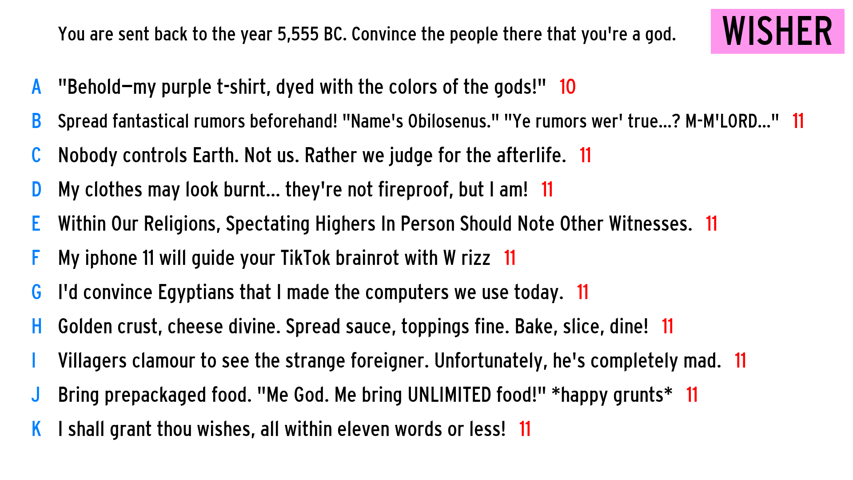 You are sent back to the year 5,555 BC. Convince the people there that you're a god.
WISHER
A "Behold—my purple t-shirt, dyed with the colors of the gods!" 10
B Spread fantastical rumors beforehand! "Name's Obilosenus." "Ye rumors wer' true...? M-M'LORD..." 11
C Nobody controls Earth. Not us. Rather we judge for the afterlife. 11
D My clothes may look burnt... they're not fireproof, but I am! 11
E Within Our Religions, Spectating Highers In Person Should Note Other Witnesses. 11
F My iphone 11 will guide your TikTok brainrot with W rizz 11
G I'd convince Egyptians that I made the computers we use today. 11
H Golden crust, cheese divine. Spread sauce, toppings fine. Bake, slice, dine! 11
I Villagers clamour to see the strange foreigner. Unfortunately, he's completely mad. 11
J Bring prepackaged food. "Me God. Me bring UNLIMITED food!" *happy grunts* 11
K I shall grant thou wishes, all within eleven words or less! 11